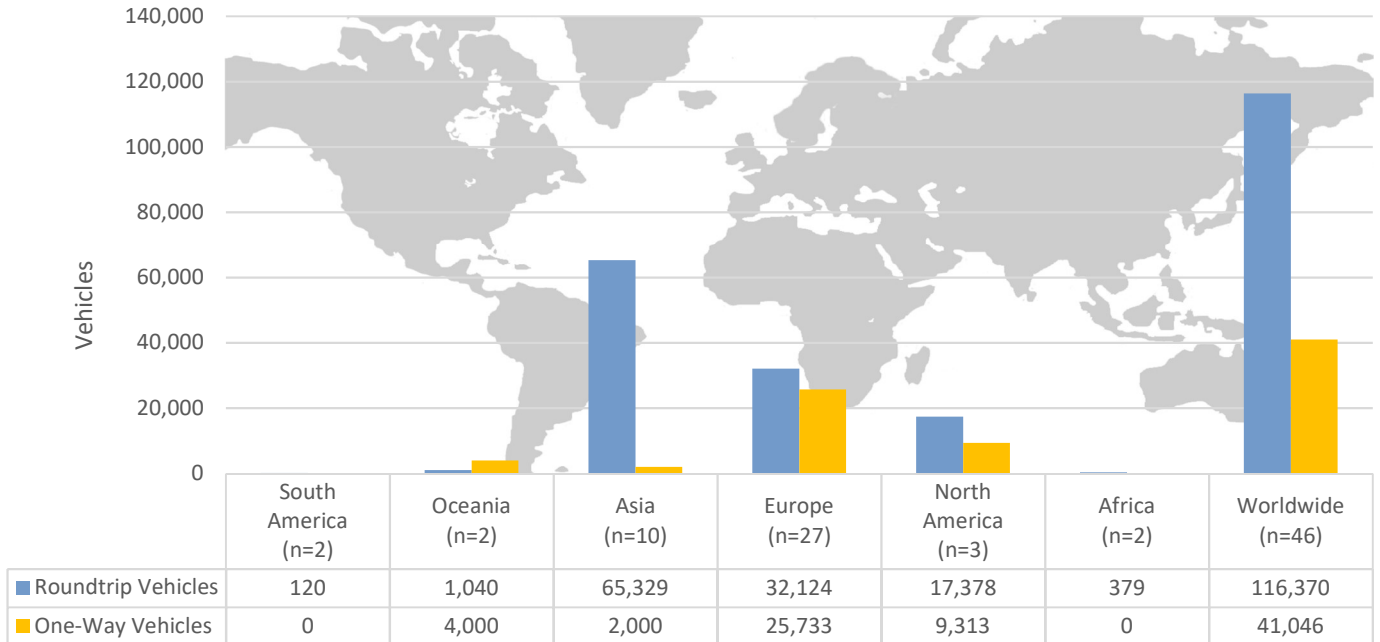 140,000
120,000
100,000
80,000
60,000
40,000
20,000
0
Vehicles
South
America
(n=2)
Oceania
(n=2)
Asia
(n=10)
Europe
(n=27)
North
America
(n=3)
Africa
(n=2)
Worldwide
(n=46)
Roundtrip Vehicles 120 1,040 65,329 32,124 17,378 379 116,370
One-Way Vehicles 0 4,000 2,000 25,733 9,313 0 41,046